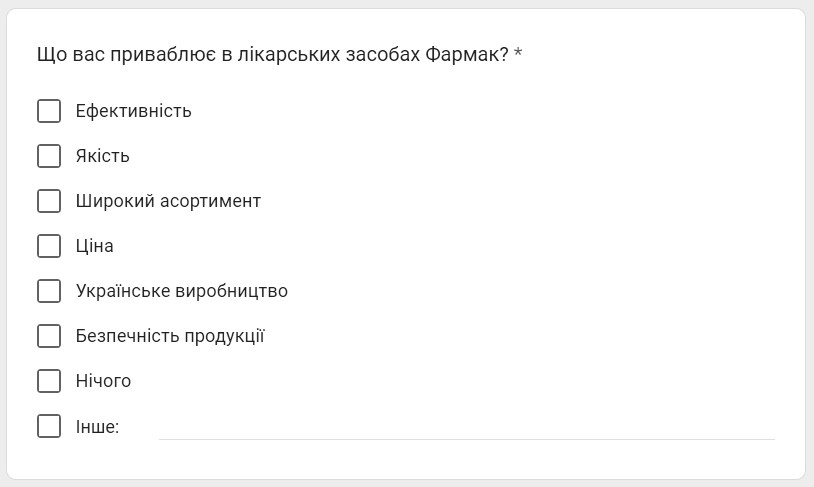 Що вас приваблює в лікарських засобах Фармак? *
Ефективність
Якість
Широкий асортимент
Ціна
Українське виробництво
Безпечність продукції
Нічого
Інше: